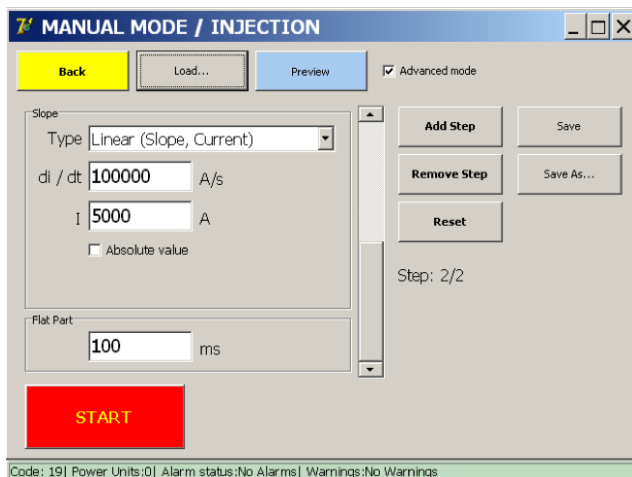 MANUAL MODE / INJECTION
Back Load... Preview Advanced mode
Slope
Type Linear (Slope, Current)
di / dt 100000 A/s
I 5000 A
Absolute value
Add Step Save
Remove Step Save As...
Reset
Step: 2/2
Flat Part
100 ms
START
Code: 19| Power Units:0| Alarm status:No Alarms| Warnings:No Warnings